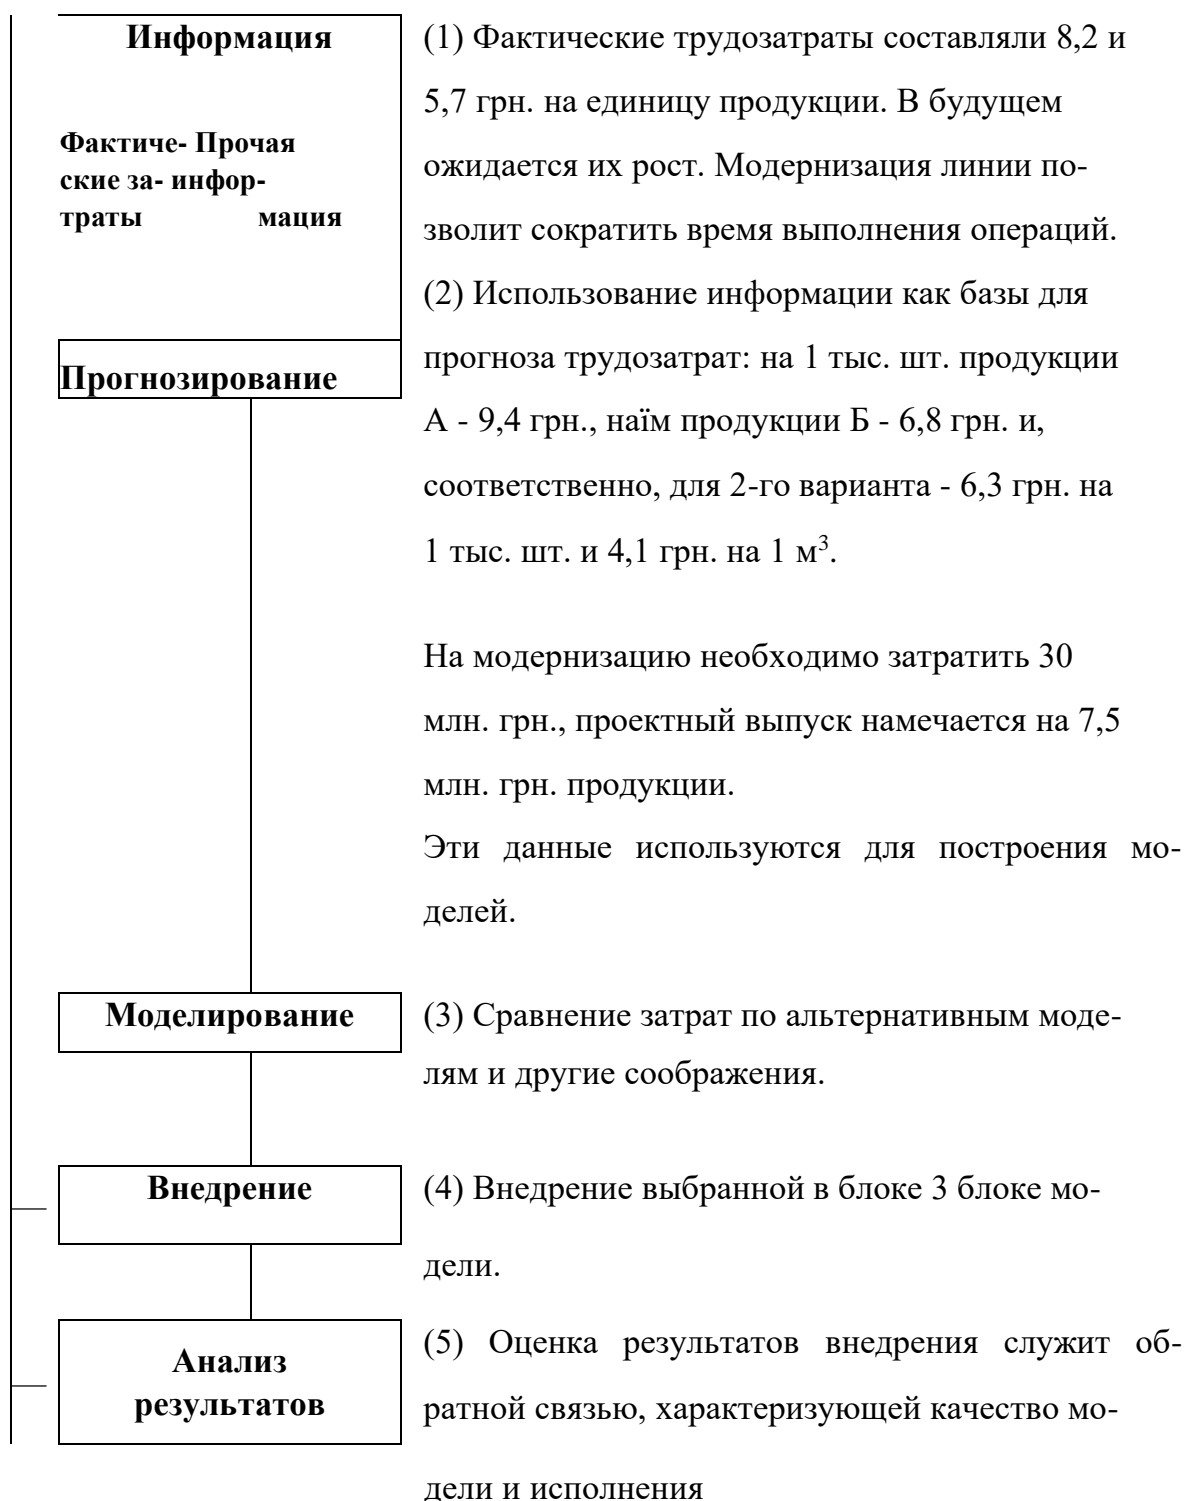 Информация
Фактиче- Прочая
ские за- инфор-
траты мация
(1) Фактические трудозатраты составляли 8,2 и
5,7 грн. на единицу продукции. В будущем
ожидается их рост. Модернизация линии по-
зволит сократить время выполнения операций.
Прогнозирование
(2) Использование информации как базы для
прогноза трудозатрат: на 1 тыс. шт. продукции
А - 9,4 грн., наїм продукции Б - 6,8 грн. и,
соответственно, для 2-го варианта - 6,3 грн. на
1 тыс. шт. и 4,1 грн. на 1 м³.
На модернизацию необходимо затратить 30
млн. грн., проектный выпуск намечается на 7,5
млн. грн. продукции.
Эти данные используются для построения мо-
делей.
Моделирование
(3) Сравнение затрат по альтернативным моде-
лям и другие соображения.
Внедрение
(4) Внедрение выбранной в блоке 3 блоке мо-
дели.
Анализ
результатов
(5) Оценка результатов внедрения служит об-
ратной связью, характеризующей качество мо-
дели и исполнения